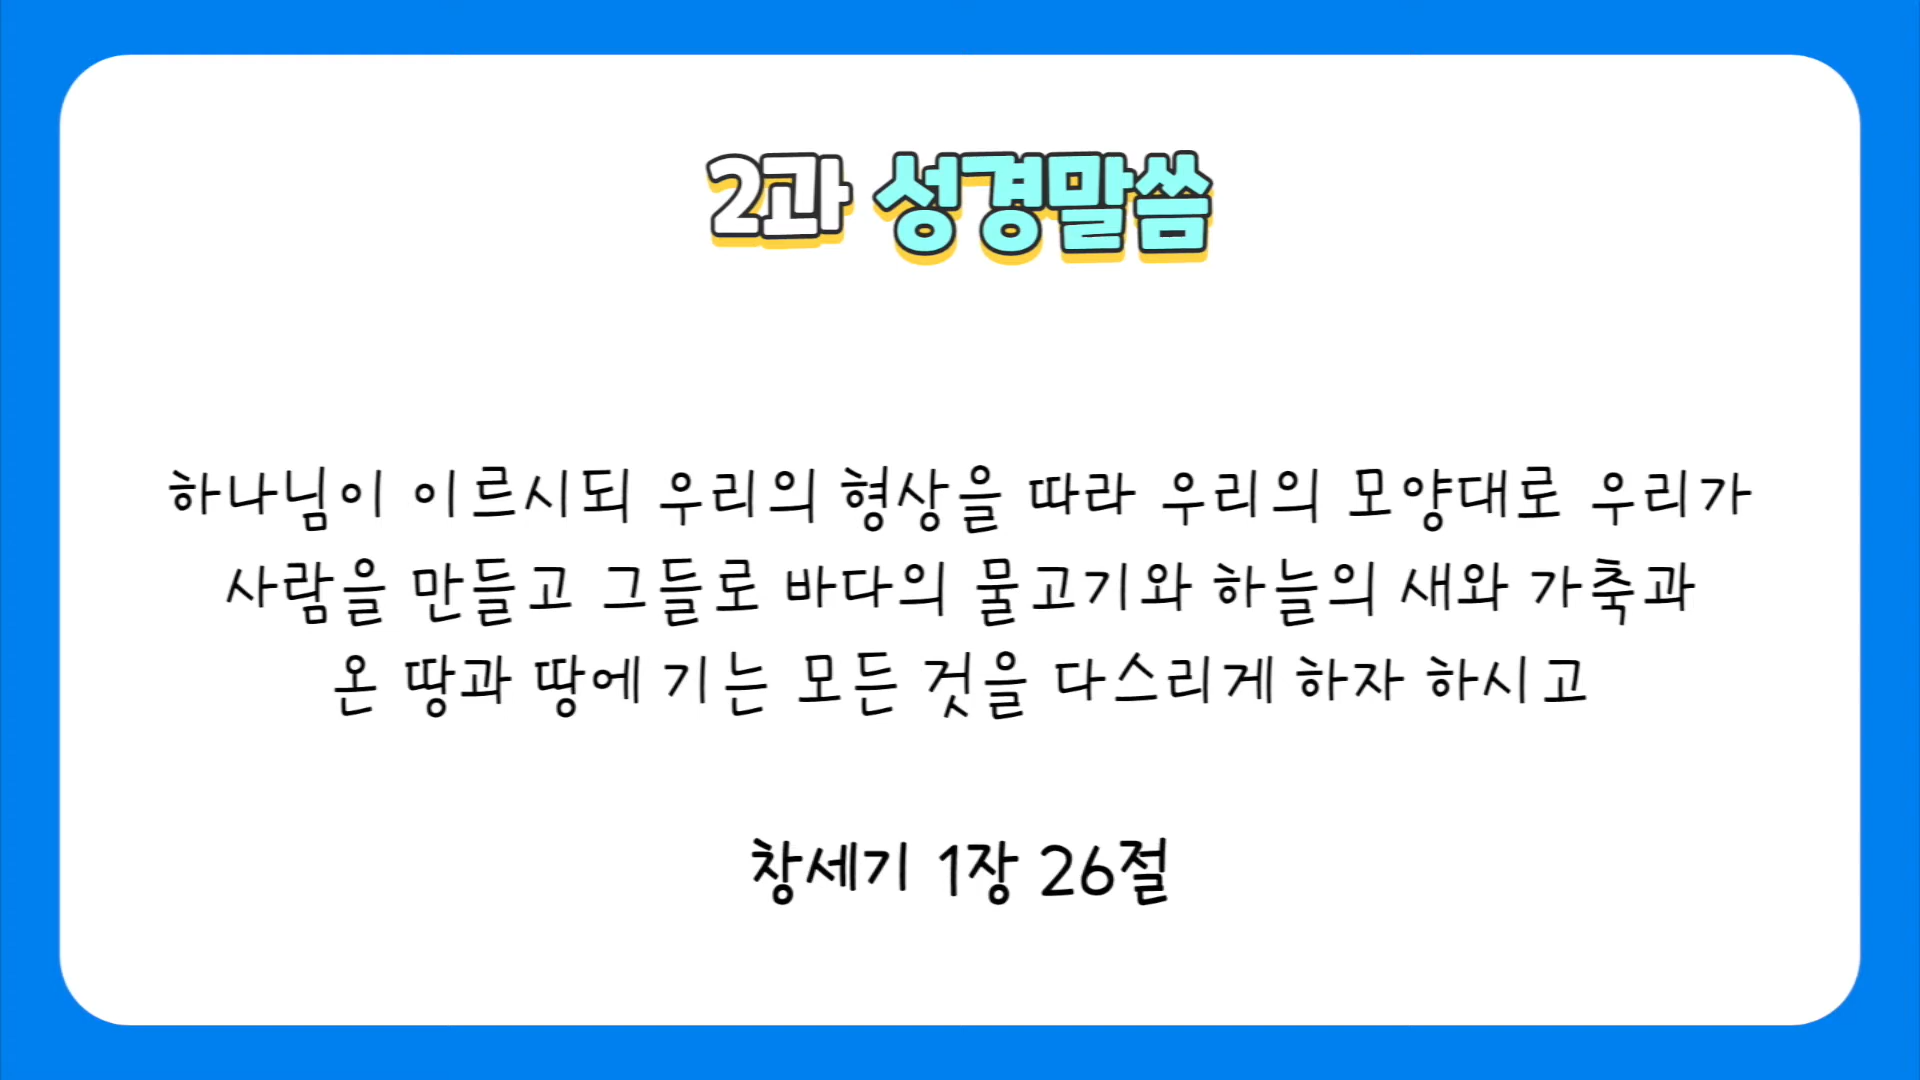 2과 성경말씀
하나님이 이르시되 우리의 형상을 따라 우리의 모양대로 우리가
사람을 만들고 그들로 바다의 물고기와 하늘의 새와 가축과
온 땅과 땅에 기는 모든 것을 다스리게 하자 하시고
창세기 1장 26절